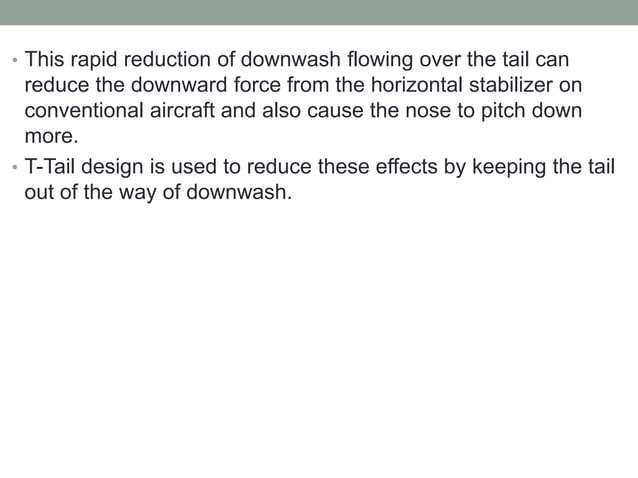 • This rapid reduction of downwash flowing over the tail can
reduce the downward force from the horizontal stabilizer on
conventional aircraft and also cause the nose to pitch down
more.
• T-Tail design is used to reduce these effects by keeping the tail
out of the way of downwash.